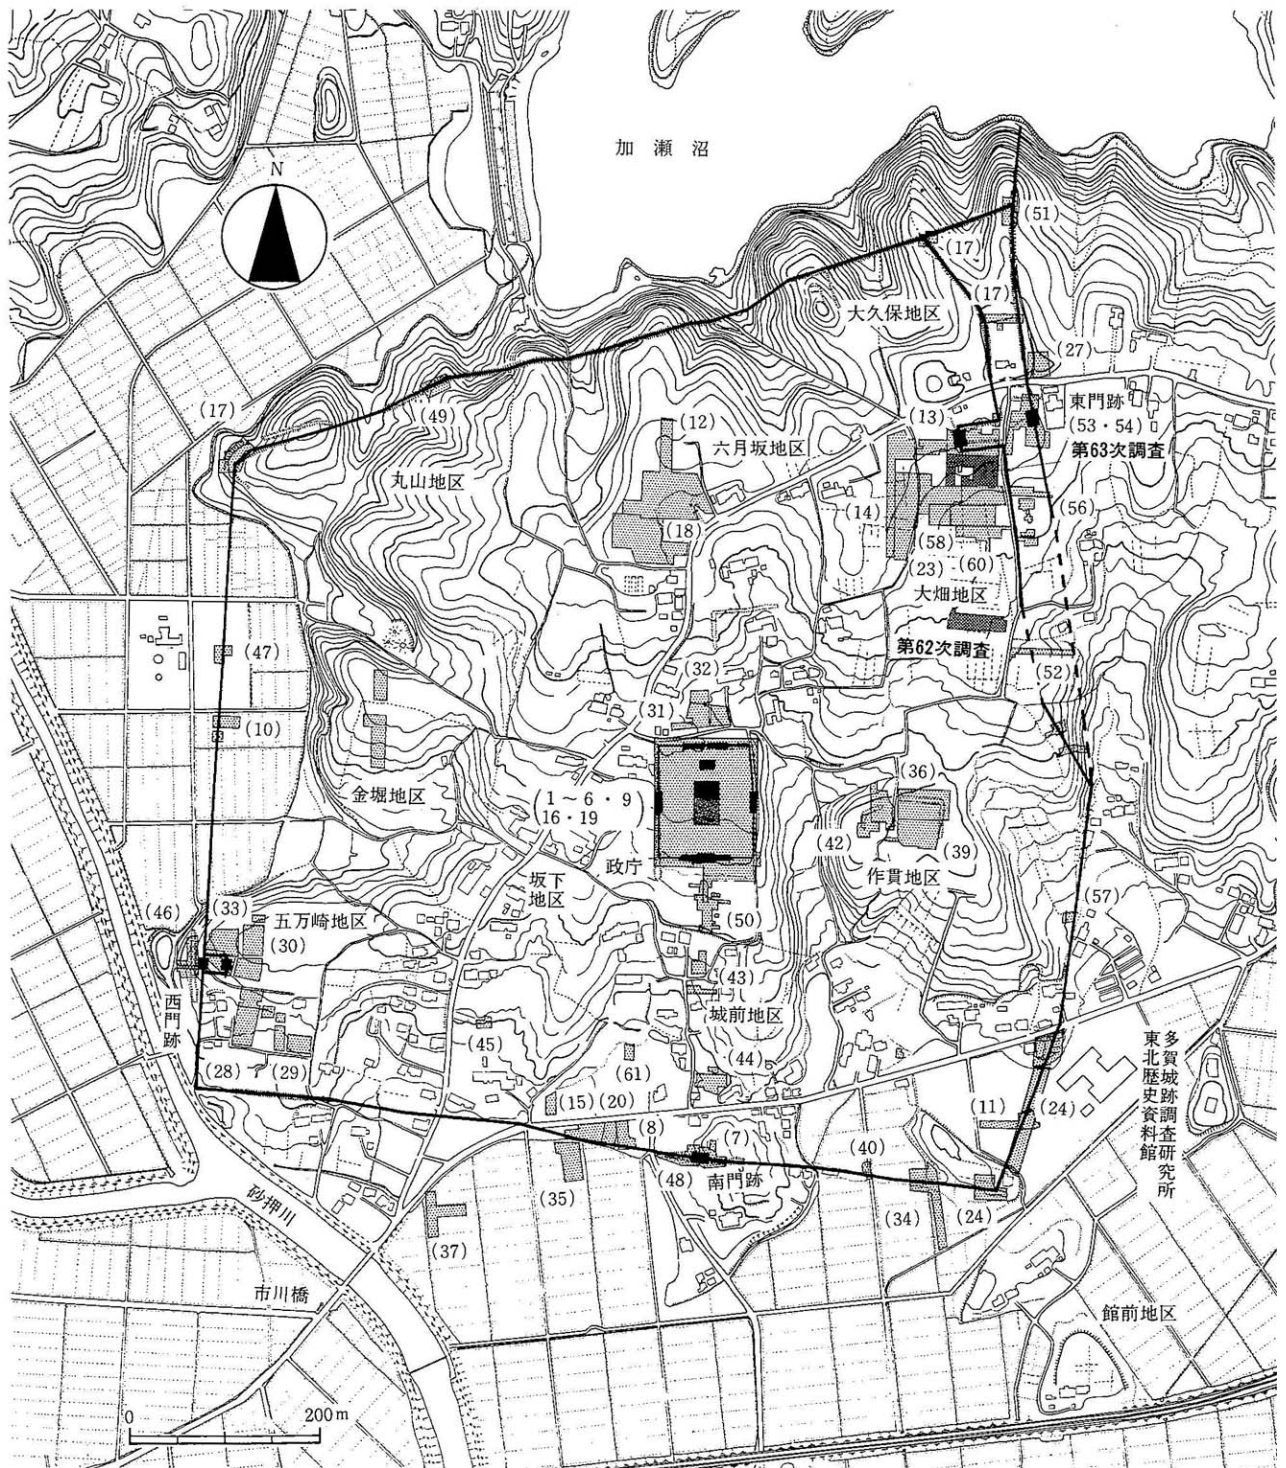 加瀬沼
N
(51)
(17)
(17)
大久保地区
(27)
(17)
(49)
(12)
六月坂地区
(13)
東門跡
(53・54)
第63次調査
丸山地区
(14)
(18)
(56)
(58)
(23)
(60)
大畑地区
第62次調査
(47)
(32)
(52)
(31)
(10)
(36)
金堀地区
(1～6・9
16・19)
(42)
(39)
政庁
作貫地区
坂下
地区
(57)
(50)
(46)
(33)
五万崎地区
(30)
(43)
西門跡
城前地区
(45)
(44)
(28)
(29)
(61)
多賀城跡調査研究所
東北歴史資料館
(15)
(20)
(11)
(24)
(8)
(7)
(40)
(48)
南門跡
(35)
(34)
(24)
砂押川
(37)
市川橋
館前地区
0
200m